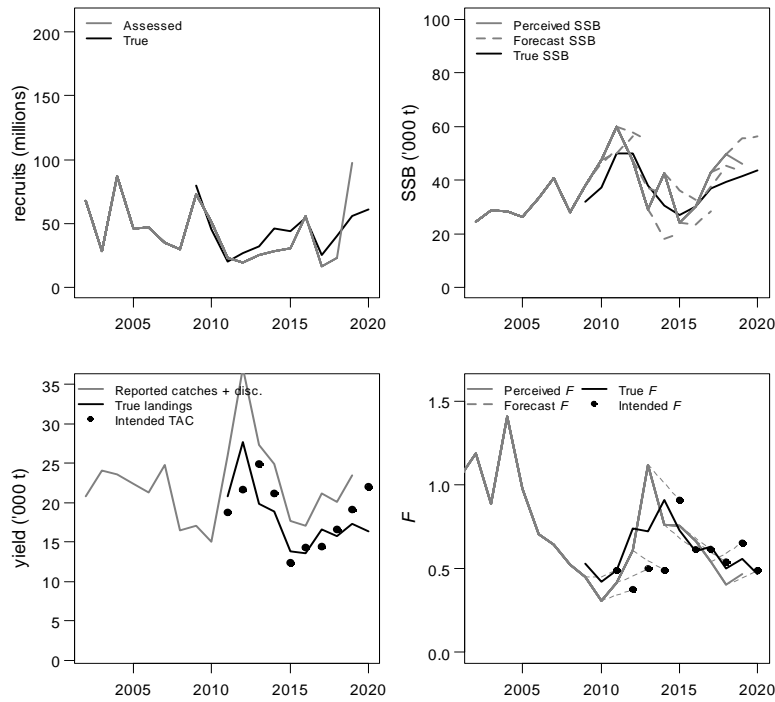 Assessed
True
200
150
100
50
0
recruits (millions)
2005 2010 2015 2020
Perceived SSB
Forecast SSB
True SSB
100
80
60
40
20
0
SSB ('000 t)
2005 2010 2015 2020
Reported catches + disc.
True landings
Intended TAC
35
30
25
20
15
10
5
0
yield ('000 t)
2005 2010 2015 2020
Perceived F True F
Forecast F Intended F
1.5
1.0
0.5
0.0
F
2005 2010 2015 2020